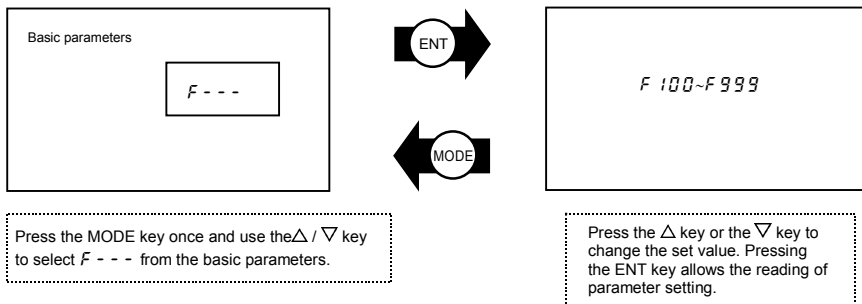 Basic parameters
F - - -
ENT
MODE
F 100~F999
Press the MODE key once and use the△ / ▽ key
to select F - - - from the basic parameters.
Press the △ key or the ▽ key to
change the set value. Pressing
the ENT key allows the reading of
parameter setting.